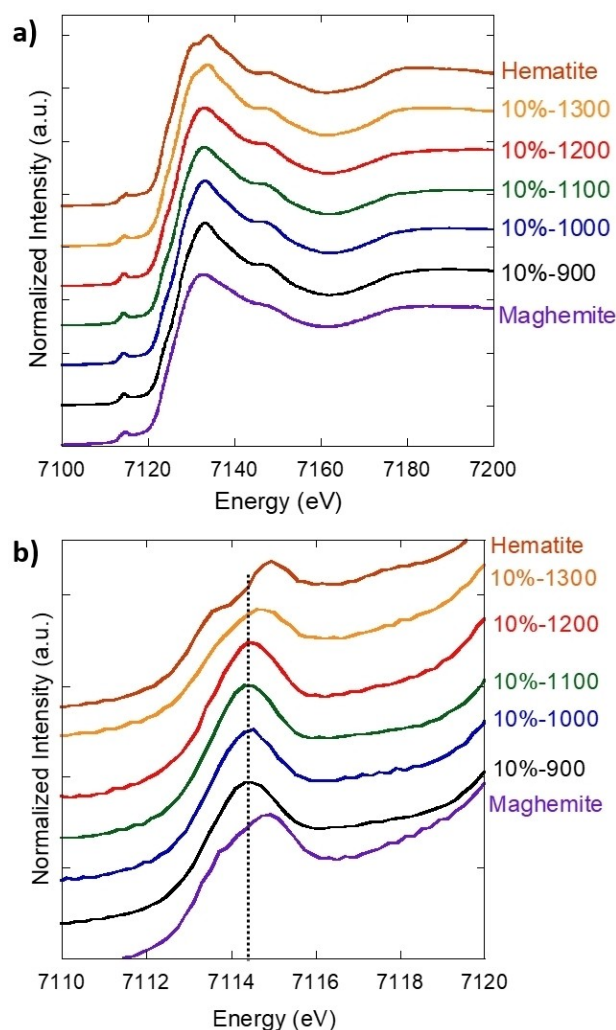 a)
Normalized Intensity (a.u.)
Hematite
10%-1300
10%-1200
10%-1100
10%-1000
10%-900
Maghemite
7100 7120 7140 7160 7180 7200
Energy (eV)
b)
Normalized Intensity (a.u.)
Hematite
10%-1300
10%-1200
10%-1100
10%-1000
10%-900
Maghemite
7110 7112 7114 7116 7118 7120
Energy (eV)